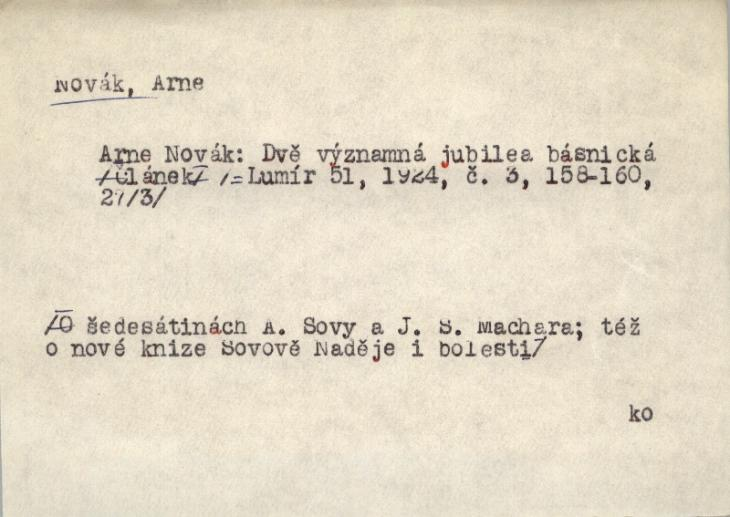 Novák, Arne
Arne Novák: Dvě významná jubilea básnická
/Článek/ /= Lumír 51, 1924, č. 3, 158-160,
27/3/
/O šedesátinách A. Sovy a J. S. Machara; též
o nové knize Sovově Naděje i bolesti/
ko